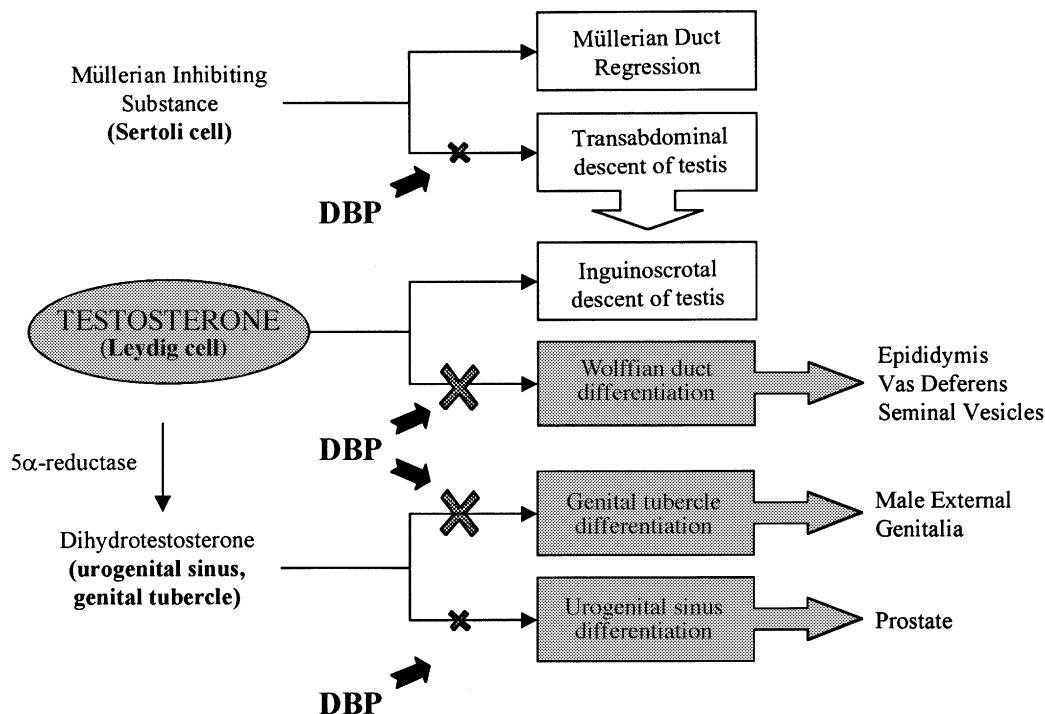 Müllerian Inhibiting
Substance
(Sertoli cell)
Müllerian Duct
Regression
Transabdominal
descent of testis
DBP
Inguinoscrotal
descent of testis
TESTOSTERONE
(Leydig cell)
Wolffian duct
differentiation
Epididymis
Vas Deferens
Seminal Vesicles
DBP
5α-reductase
Genital tubercle
differentiation
Male External
Genitalia
Dihydrotestosterone
(urogenital sinus,
genital tubercle)
Urogenital sinus
differentiation
Prostate
DBP